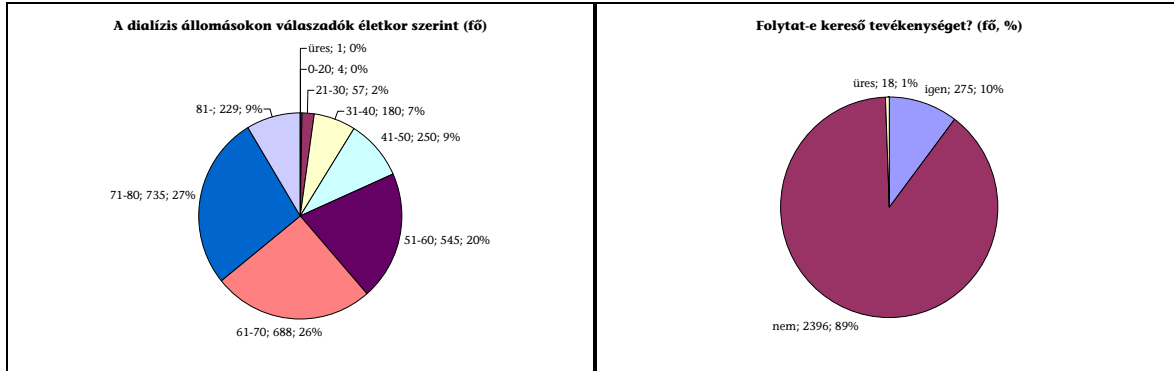 A dialízis állomásokon válaszadók életkor szerint (fő)
üres; 1; 0%
0-20; 4; 0%
21-30; 57; 2%
31-40; 180; 7%
41-50; 250; 9%
51-60; 545; 20%
61-70; 688; 26%
71-80; 735; 27%
81-; 229; 9%
Folytat-e kereső tevékenységet? (fő, %)
üres; 18; 1%
igen; 275; 10%
nem; 2396; 89%